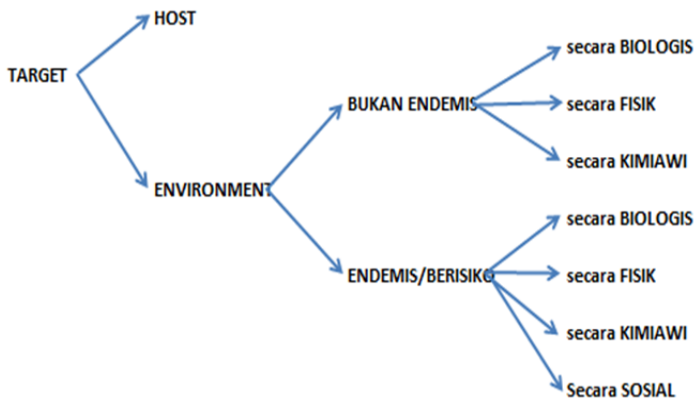 HOST
TARGET
ENVIRONMENT
BUKAN ENDEMIS
secara BIOLOGIS
secara FISIK
secara KIMIAWI
ENDEMIS/BERISIKO
secara BIOLOGIS
secara FISIK
secara KIMIAWI
Secara SOSIAL